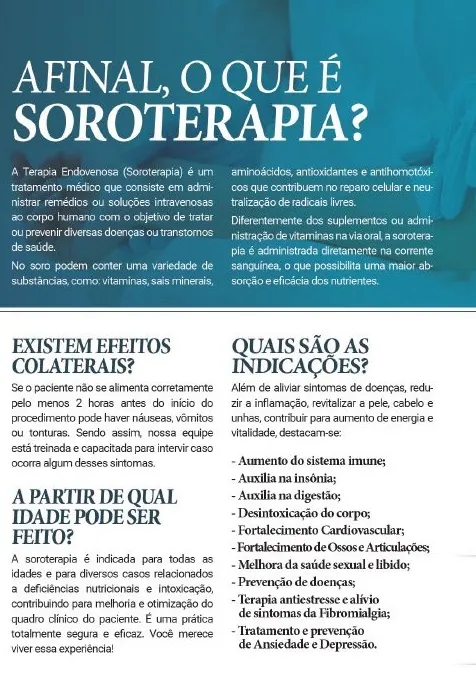 AFINAL, O QUE É
SOROTERAPIA?
A Terapia Endovenosa (Soroterapia) é um
tratamento médico que consiste em admi-
nistrar remédios ou soluções intravenosas
ao corpo humano com o objetivo de tratar
ou prevenir diversas doenças ou transtornos
de saúde.
No soro podem conter uma variedade de
substâncias, como: vitaminas, sais minerais,
aminoácidos, antioxidantes e antihomotóxi-
cos que contribuem no reparo celular e neu-
tralização de radicais livres.
Diferentemente dos suplementos ou admi-
nistração de vitaminas na via oral, a sorotera-
pia é administrada diretamente na corrente
sanguínea, o que possibilita uma maior ab-
sorção e eficácia dos nutrientes.
EXISTEM EFEITOS
COLATERAIS?
Se o paciente não se alimenta corretamente
pelo menos 2 horas antes do início do
procedimento pode haver náuseas, vômitos
ou tonturas. Sendo assim, nossa equipe
está treinada e capacitada para intervir caso
ocorra algum desses sintomas.
A PARTIR DE QUAL
IDADE PODE SER
FEITO?
A soroterapia é indicada para todas as
idades e para diversos casos relacionados
a deficiências nutricionais e intoxicação,
contribuindo para melhoria e otimização do
quadro clínico do paciente. É uma prática
totalmente segura e eficaz. Você merece
viver essa experiência!
QUAIS SÃO AS
INDICAÇÕES?
Além de aliviar sintomas de doenças, redu-
zir a inflamação, revitalizar a pele, cabelo e
unhas, contribuir para aumento de energia e
vitalidade, destacam-se:
- Aumento do sistema imune;
- Auxilia na insônia;
- Auxilia na digestão;
- Desintoxicação do corpo;
- Fortalecimento Cardiovascular;
- Fortalecimento de Ossos e Articulações;
- Melhora da saúde sexual e libido;
- Prevenção de doenças;
- Terapia antiestresse e alívio
de sintomas da Fibromialgia;
- Tratamento e prevenção
de Ansiedade e Depressão.